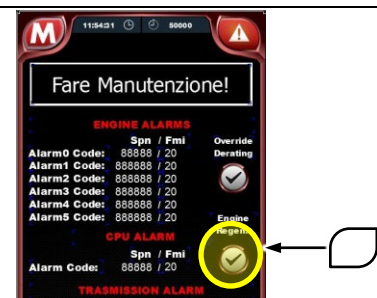 M 11:54:31 50000
Fare Manutenzione!
ENGINE ALARMS
Spn / Fmi Override
Alarm0 Code: 88888 / 20 Derating
Alarm1 Code: 88888 / 20
Alarm2 Code: 88888 / 20
Alarm3 Code: 88888 / 20
Alarm4 Code: 88888 / 20
Alarm5 Code: 88888 / 20 Engine
CPU ALARM Regen.
Spn / Fmi
Alarm Code: 88888 / 20
TRASMISSION ALARM